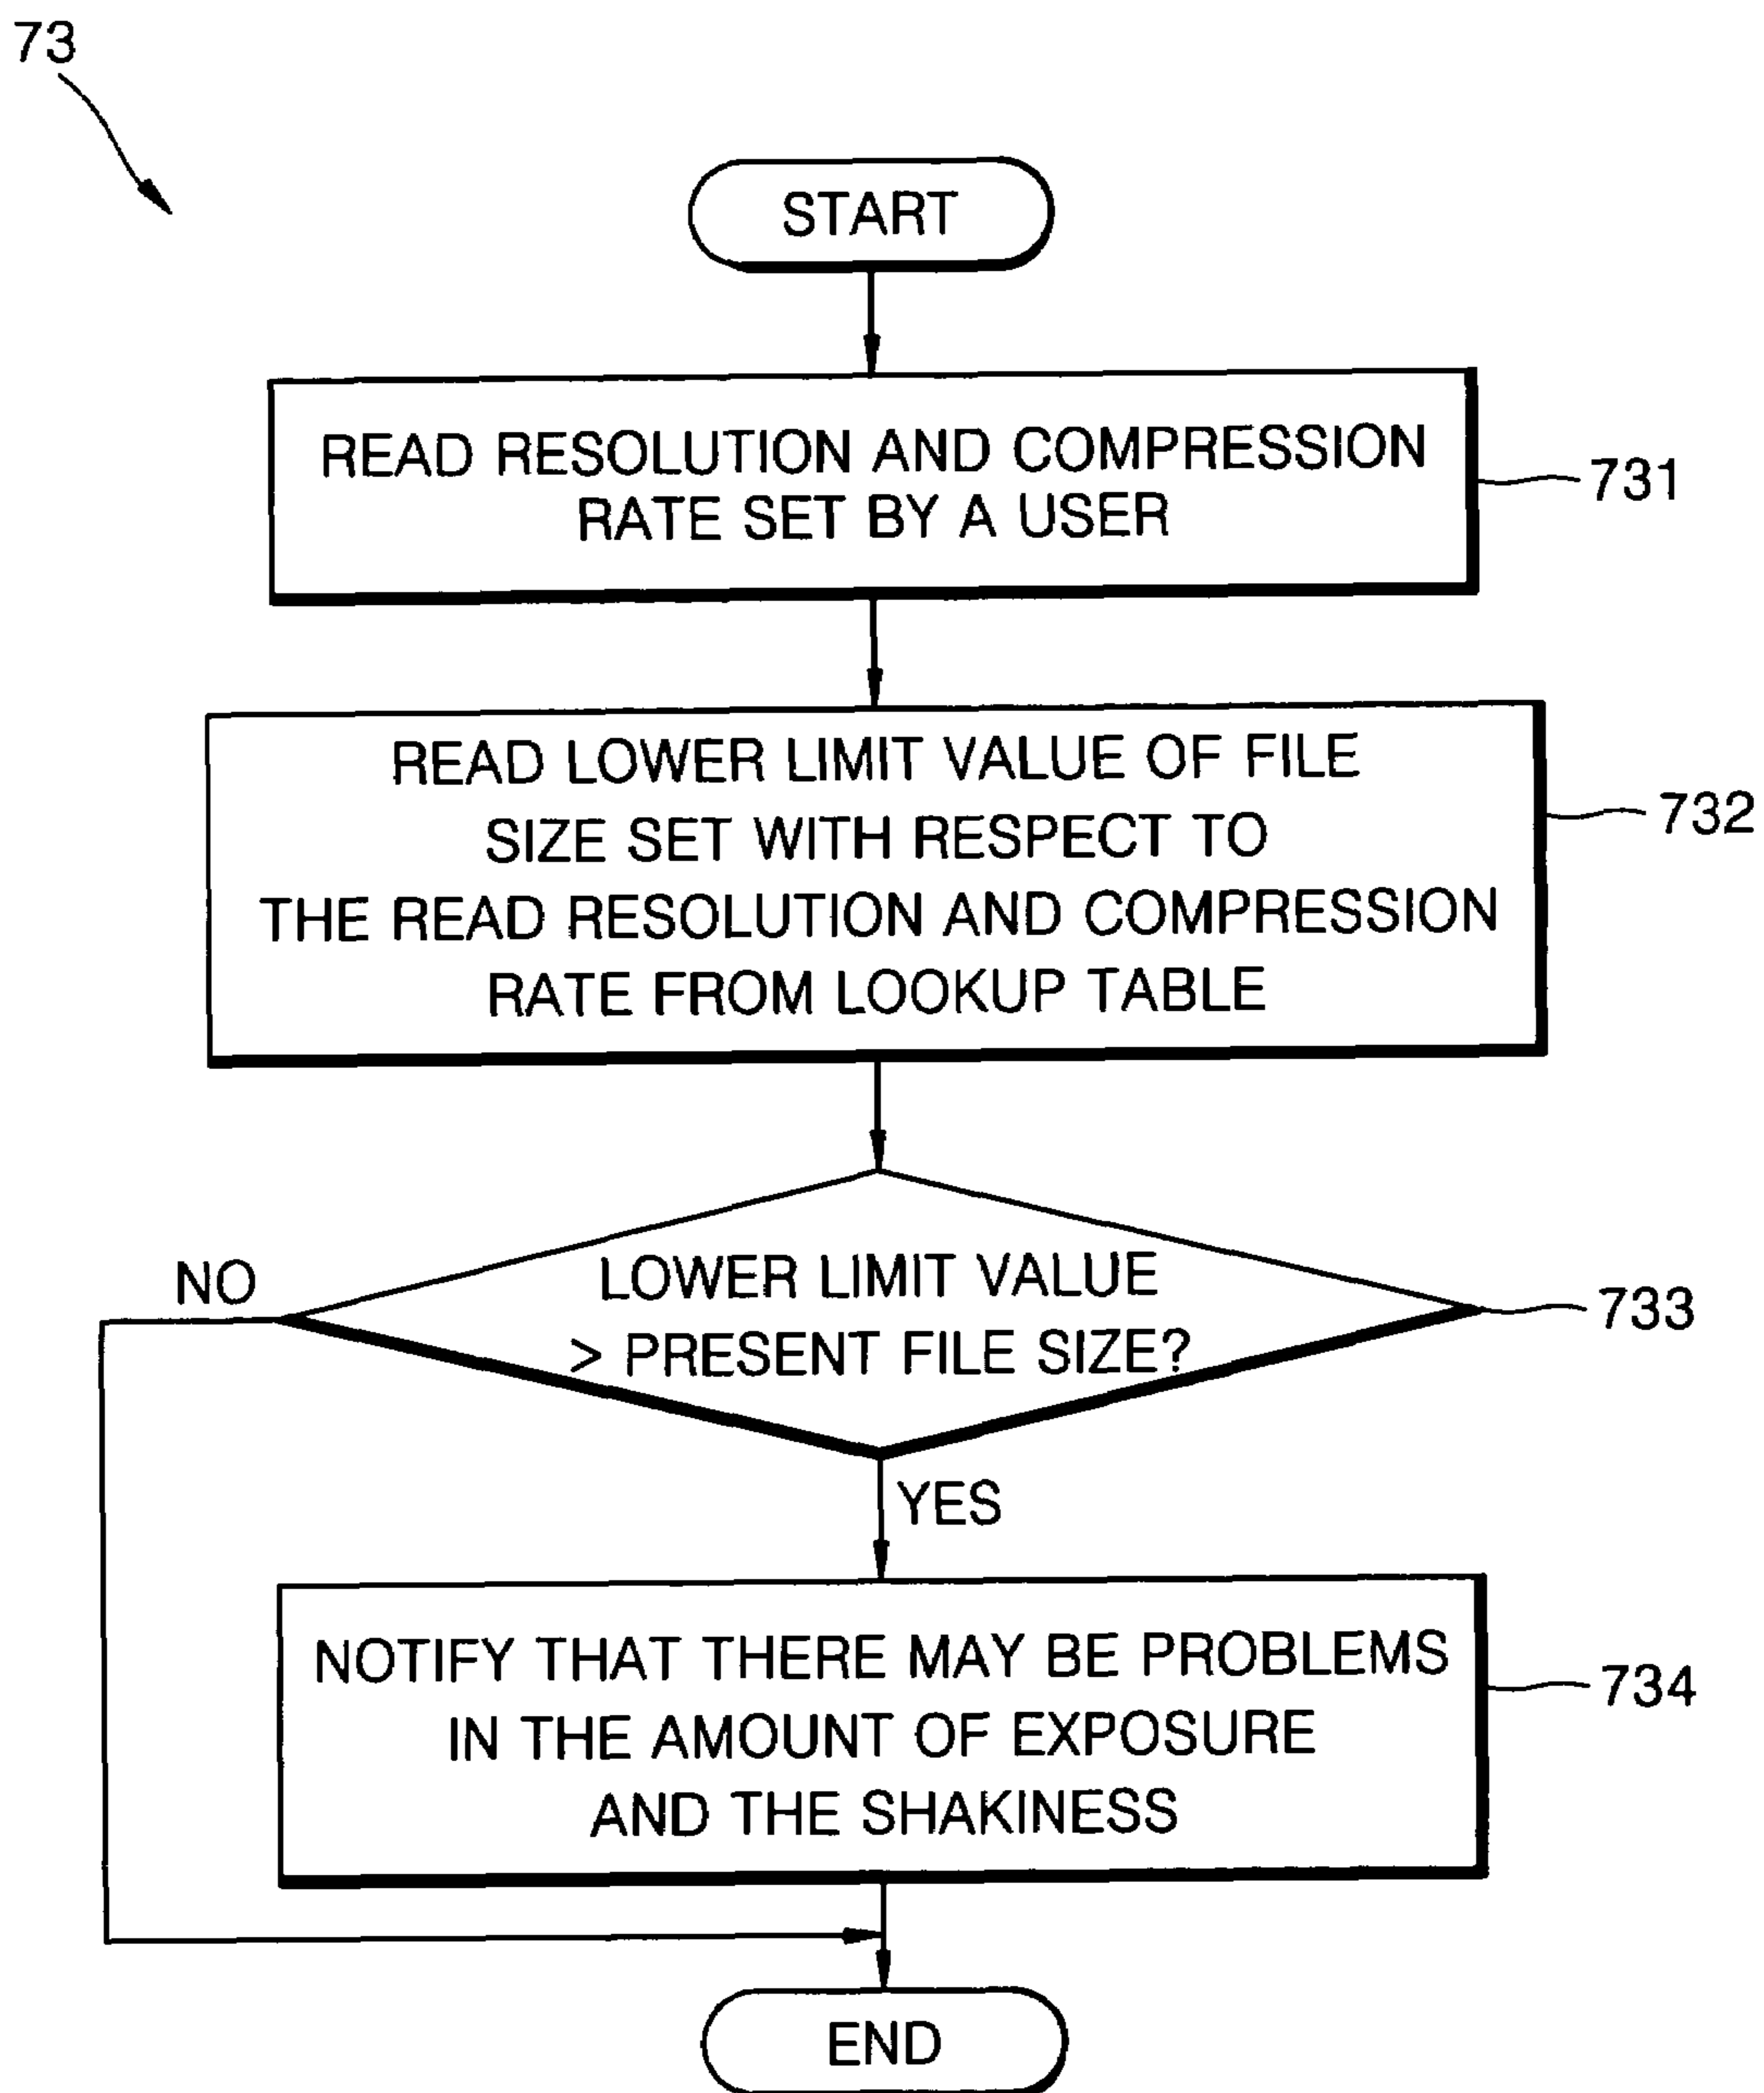 73
START
READ RESOLUTION AND COMPRESSION
RATE SET BY A USER
731
READ LOWER LIMIT VALUE OF FILE
SIZE SET WITH RESPECT TO
THE READ RESOLUTION AND COMPRESSION
RATE FROM LOOKUP TABLE
732
NO
LOWER LIMIT VALUE
> PRESENT FILE SIZE?
733
YES
NOTIFY THAT THERE MAY BE PROBLEMS
IN THE AMOUNT OF EXPOSURE
AND THE SHAKINESS
734
END